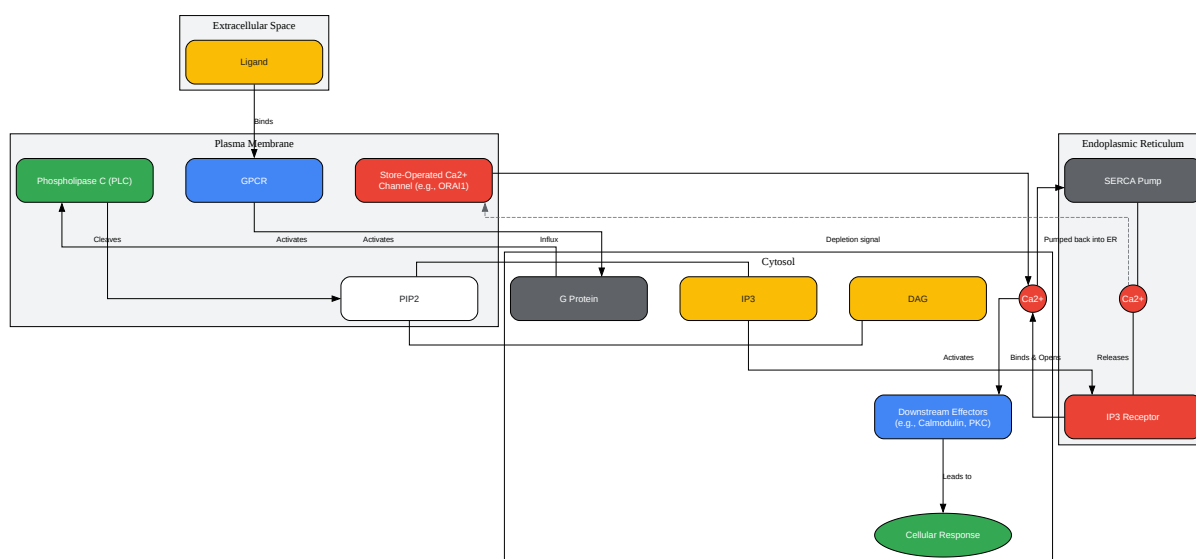 Extracellular Space
Ligand
Binds
Plasma Membrane
Endoplasmic Reticulum
Phospholipase C (PLC)
GPCR
Store-Operated Ca2+
Channel (e.g., ORAI1)
SERCA Pump
Cleaves
Activates
Activates
Influx
Depletion signal
Pumped back into ER
Cytosol
PIP2
G Protein
IP3
DAG
Ca2+
Ca2+
Activates
Binds & Opens
Releases
Downstream Effectors
(e.g., Calmodulin, PKC)
IP3 Receptor
Leads to
Cellular Response